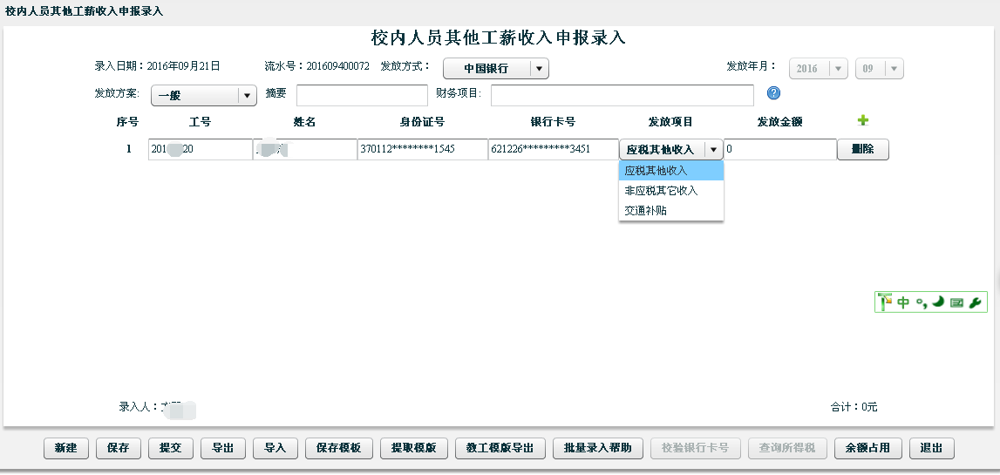 校内人员其他工薪收入申报录入
校内人员其他工薪收入申报录入
录入日期：2016年09月21日 流水号：201609400072 发放方式： 中国银行 发放年月： 2016 09
发放方案: 一般 摘要 财务项目:
序号 工号 姓名 身份证号 银行卡号 发放项目 发放金额
1 201 20 370112********1545 621226*********3451 应税其他收入 0 删除
应税其他收入
非应税其它收入
交通补贴
中
录入人： 合计：0元
新建 保存 提交 导出 导入 保存模板 提取模版 教工模版导出 批量录入帮助 校验银行卡号 查询所得税 余额占用 退出